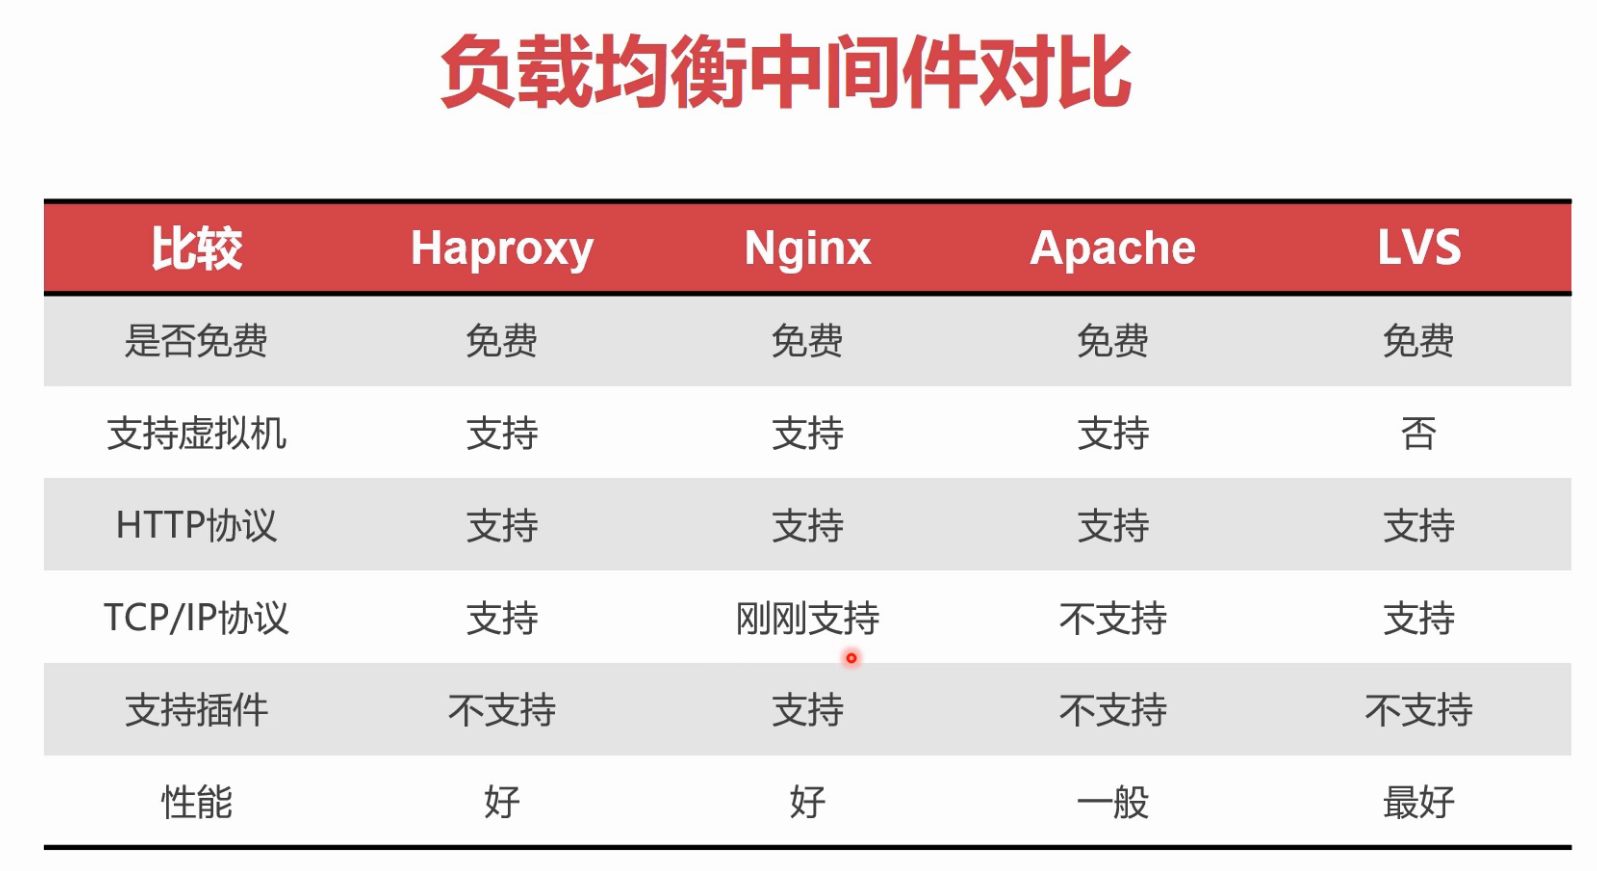 负载均衡中间件对比
比较 Haproxy Nginx Apache LVS
是否免费 免费 免费 免费 免费
支持虚拟机 支持 支持 支持 否
HTTP协议 支持 支持 支持 支持
TCP/IP协议 支持 刚刚支持 不支持 支持
支持插件 不支持 支持 不支持 不支持
性能 好 好 一般 最好